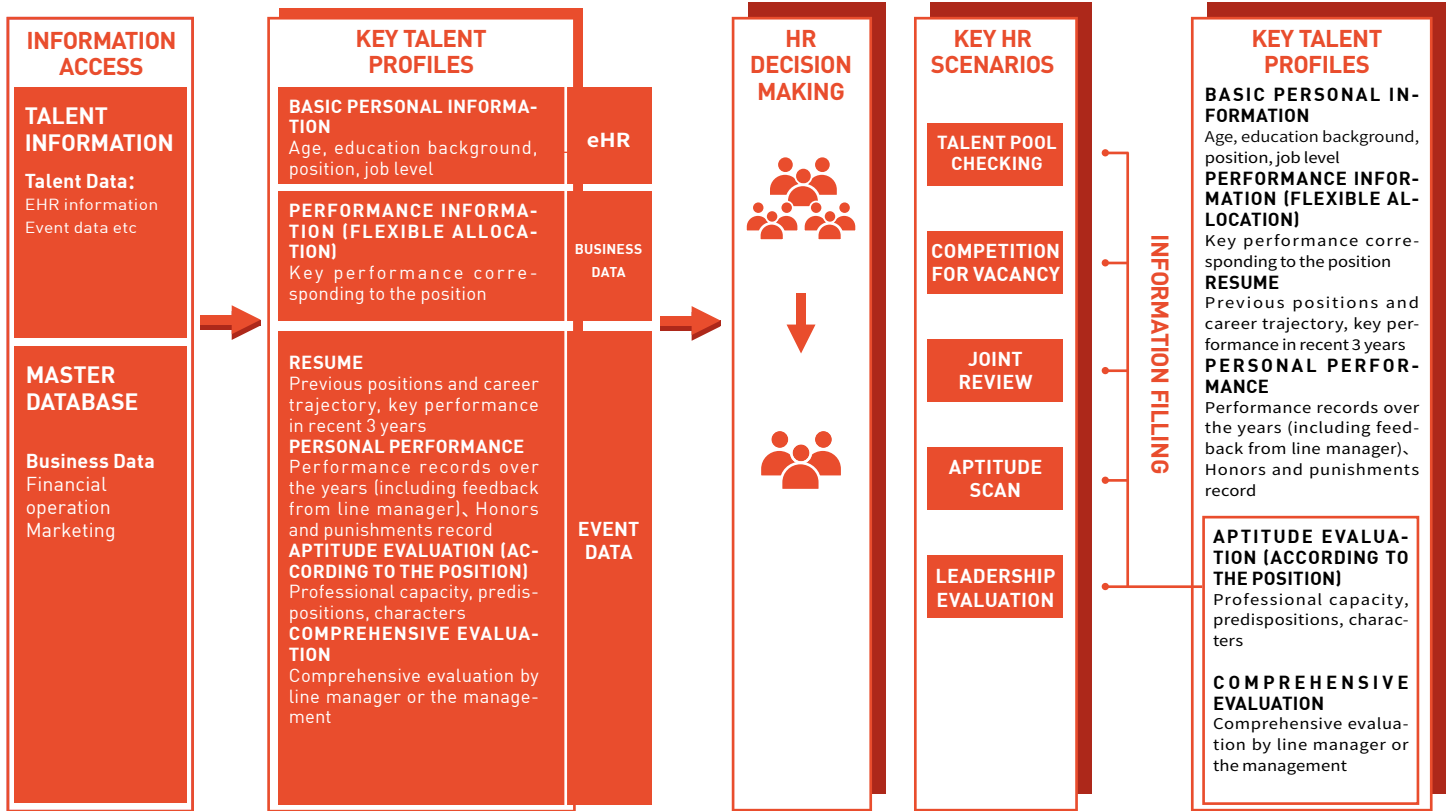 INFORMATION
ACCESS
TALENT
INFORMATION
Talent Data:
EHR information
Event data etc
MASTER
DATABASE
Business Data
Financial
operation
Marketing
KEY TALENT
PROFILES
BASIC PERSONAL INFORMA-
TION
Age, education background,
position, job level
eHR
PERFORMANCE INFORMA-
TION (FLEXIBLE ALLOCA-
TION)
Key performance corre-
sponding to the position
BUSINESS
DATA
RESUME
Previous positions and career
trajectory, key performance
in recent 3 years
PERSONAL PERFORMANCE
Performance records over
the years (including feedback
from line manager)、Honors
and punishments record
APTITUDE EVALUATION (AC-
CORDING TO THE POSITION)
Professional capacity, predis-
positions, characters
COMPREHENSIVE EVALUA-
TION
Comprehensive evaluation by
line manager or the manage-
ment
EVENT
DATA
HR
DECISION
MAKING
KEY HR
SCENARIOS
TALENT POOL
CHECKING
COMPETITION
FOR VACANCY
JOINT
REVIEW
APTITUDE
SCAN
LEADERSHIP
EVALUATION
INFORMATION FILLING
KEY TALENT
PROFILES
BASIC PERSONAL IN-
FORMATION
Age, education background,
position, job level
PERFORMANCE INFOR-
MATION (FLEXIBLE AL-
LOCATION)
Key performance corre-
sponding to the position
RESUME
Previous positions and
career trajectory, key per-
formance in recent 3 years
PERSONAL PERFOR-
MANCE
Performance records over
the years (including feed-
back from line manager)、
Honors and punishments
record
APTITUDE EVALUA-
TION (ACCORDING TO
THE POSITION)
Professional capacity,
predispositions, charac-
ters
COMPREHENSIVE
EVALUATION
Comprehensive evalua-
tion by line manager or
the management